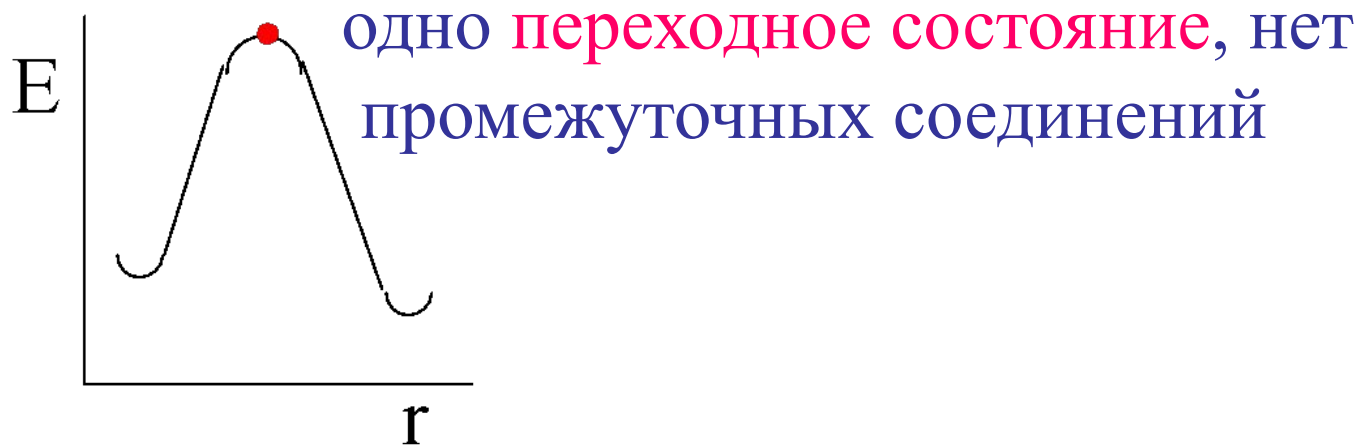 одно переходное состояние, нет
промежуточных соединений
E
r